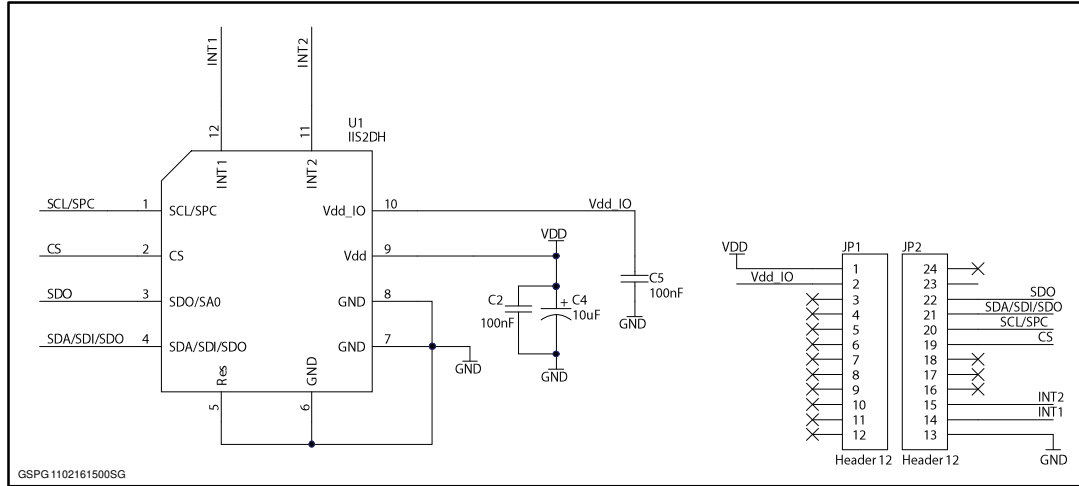 INT1
INT2
12
11
U1
IIS2DH
INT1
INT2
SCL/SPC 1 SCL/SPC
Vdd_IO 10 Vdd_IO
CS 2 CS
Vdd 9
VDD
SDO 3 SDO/SA0
GND 8
SDA/SDI/SDO 4 SDA/SDI/SDO
GND 7
GND
Res
GND
5
6
C2
100nF
+ C4
10uF
GND
C5
100nF
GND
VDD
Vdd_IO
JP1
1
2
3
4
5
6
7
8
9
10
11
12
Header 12
JP2
24
23
22 SDO
21 SDA/SDI/SDO
20 SCL/SPC
19 CS
18
17
16
15 INT2
14 INT1
13
GND
Header 12
GSPG1102161500SG